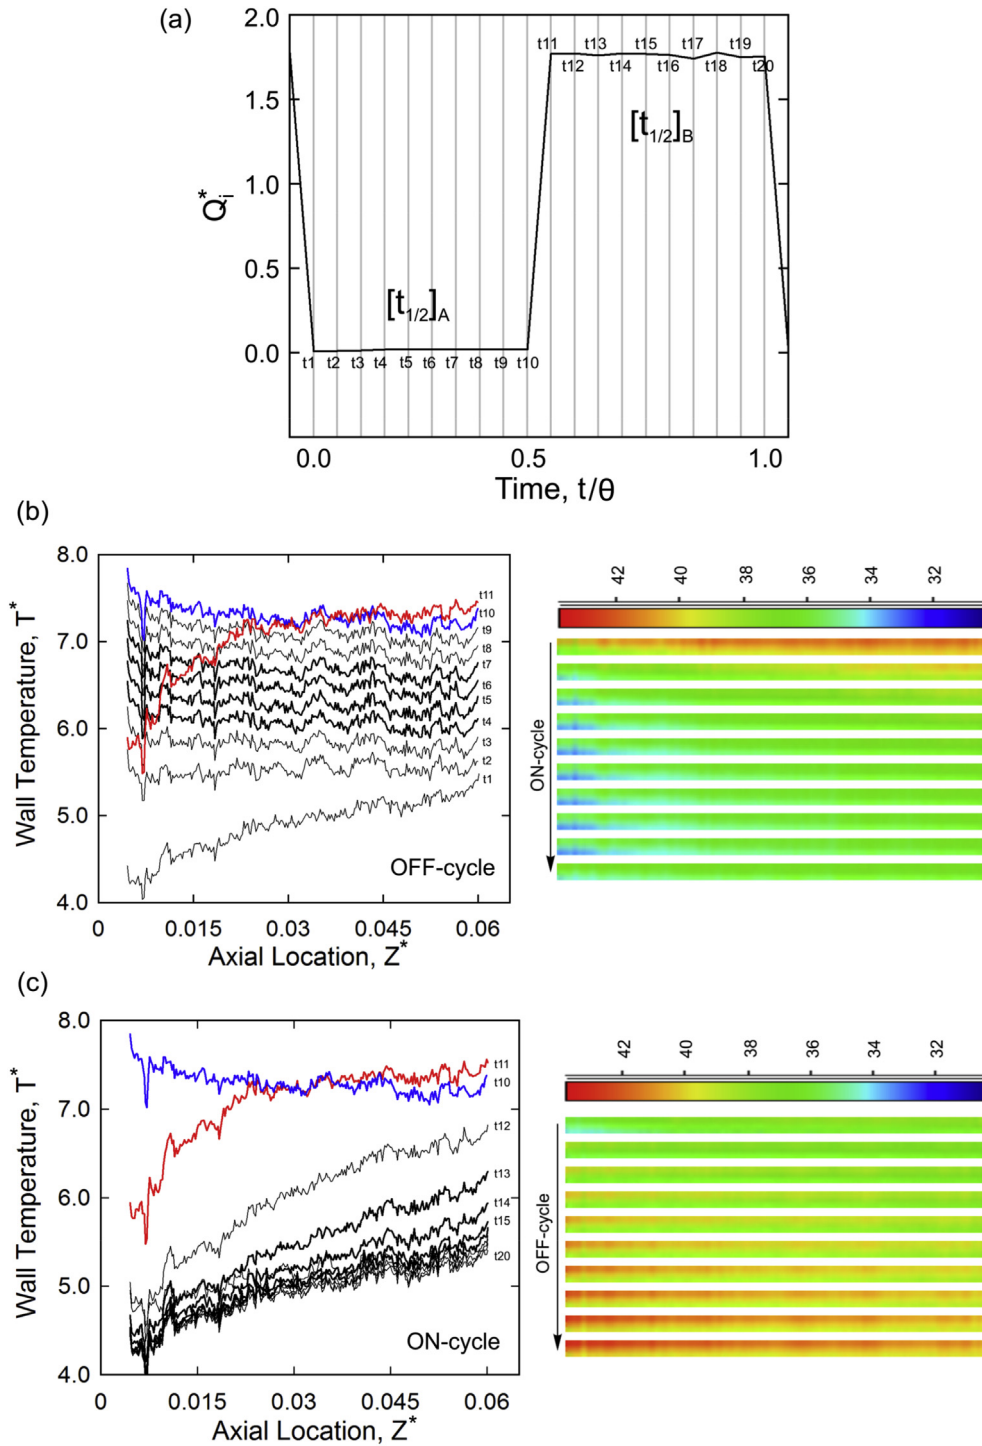 (a)
2.0
1.5
1.0
0.5
0.0
Q*i
t11 t13 t15 t17 t19
t12 t14 t16 t18 t20
[t1/2]B
[t1/2]A
t1 t2 t3 t4 t5 t6 t7 t8 t9 t10
0.0 0.5 1.0
Time, t/θ
(b)
8.0
7.0
6.0
5.0
4.0
Wall Temperature, T*
t11
t10
t9
t8
t7
t6
t5
t4
t3
t2
t1
OFF-cycle
0 0.015 0.03 0.045 0.06
Axial Location, Z*
42 40 38 36 34 32
ON-cycle
(c)
8.0
7.0
6.0
5.0
4.0
Wall Temperature, T*
t11
t10
t12
t13
t14
t15
t20
ON-cycle
0 0.015 0.03 0.045 0.06
Axial Location, Z*
42 40 38 36 34 32
OFF-cycle